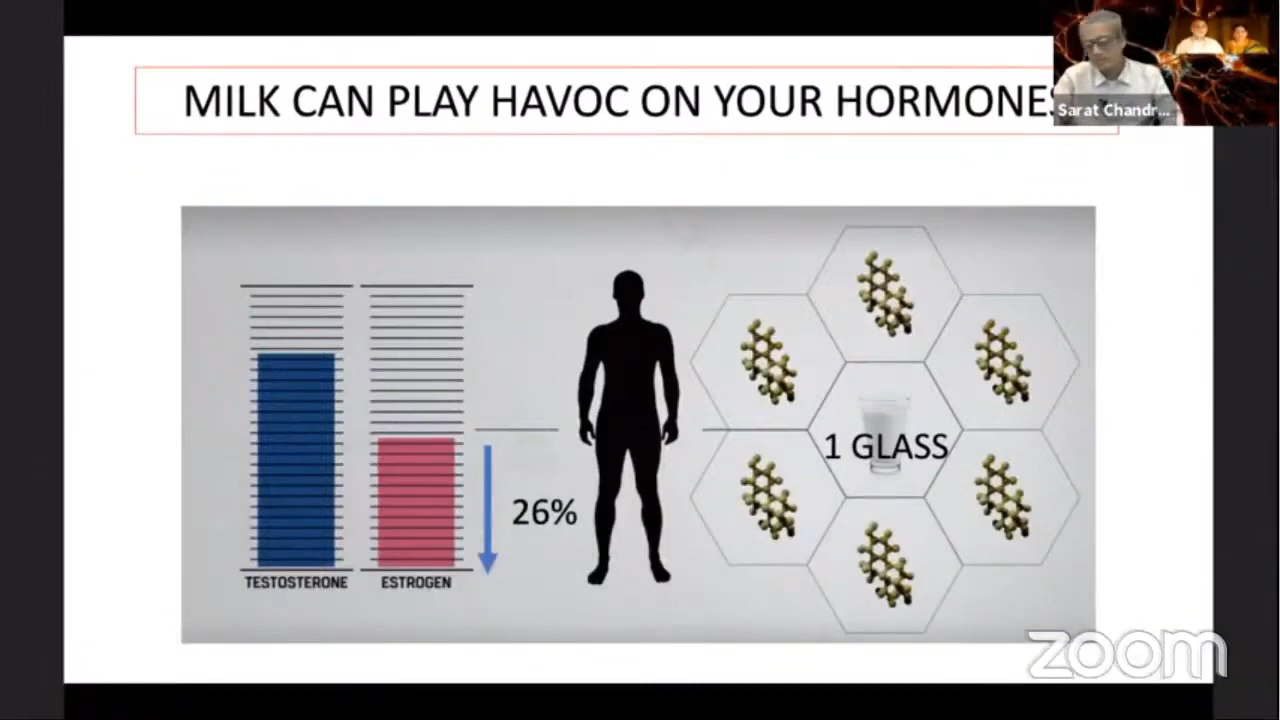 MILK CAN PLAY HAVOC ON YOUR HORMONES
Sarat Chandr...
1 GLASS
26%
TESTOSTERONE
ESTROGEN
zoom